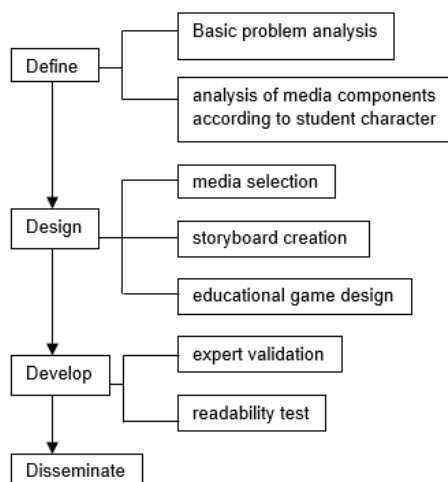 Define
Basic problem analysis
analysis of media components
according to student character
Design
media selection
storyboard creation
educational game design
Develop
expert validation
readability test
Disseminate